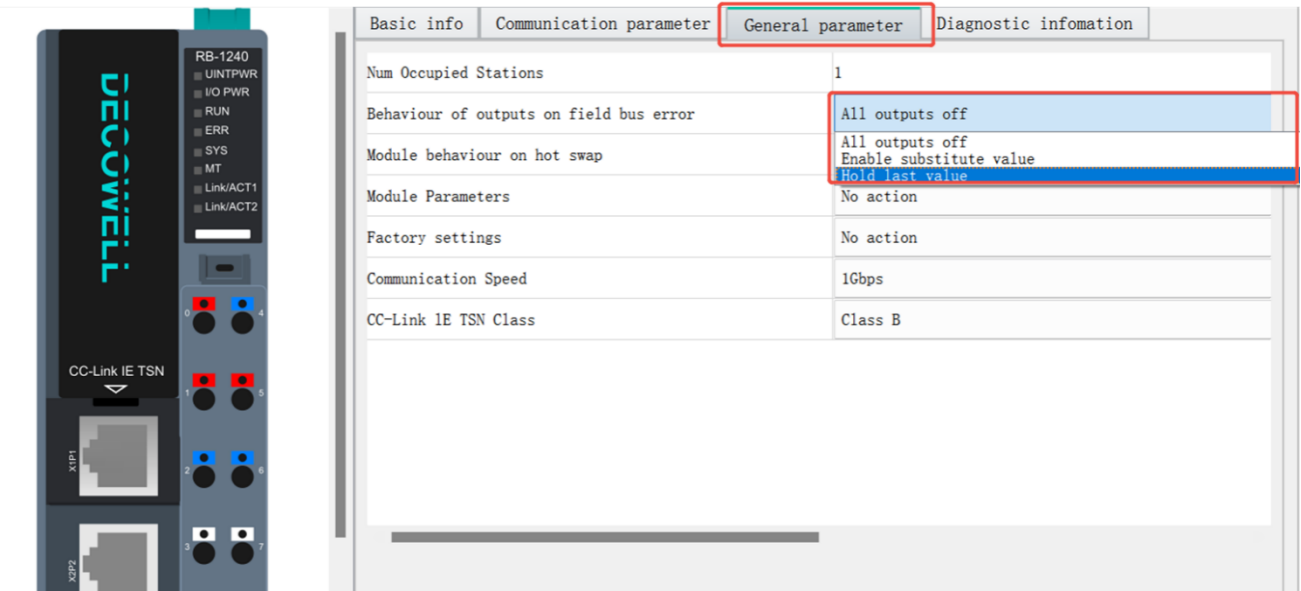 DECOWELL
RB-1240
UINTPWR
I/O PWR
RUN
ERR
SYS
MT
Link/ACT1
Link/ACT2
0
4
1
5
2
6
3
7
CC-Link IE TSN
X1P1
X2P2
Basic info
Communication parameter
General parameter
Diagnostic infomation
Num Occupied Stations 1
Behaviour of outputs on field bus error All outputs off
All outputs off
Enable substitute value
Module behaviour on hot swap
Hold last value
Module Parameters No action
Factory settings No action
Communication Speed 1Gbps
CC-Link lE TSN Class Class B